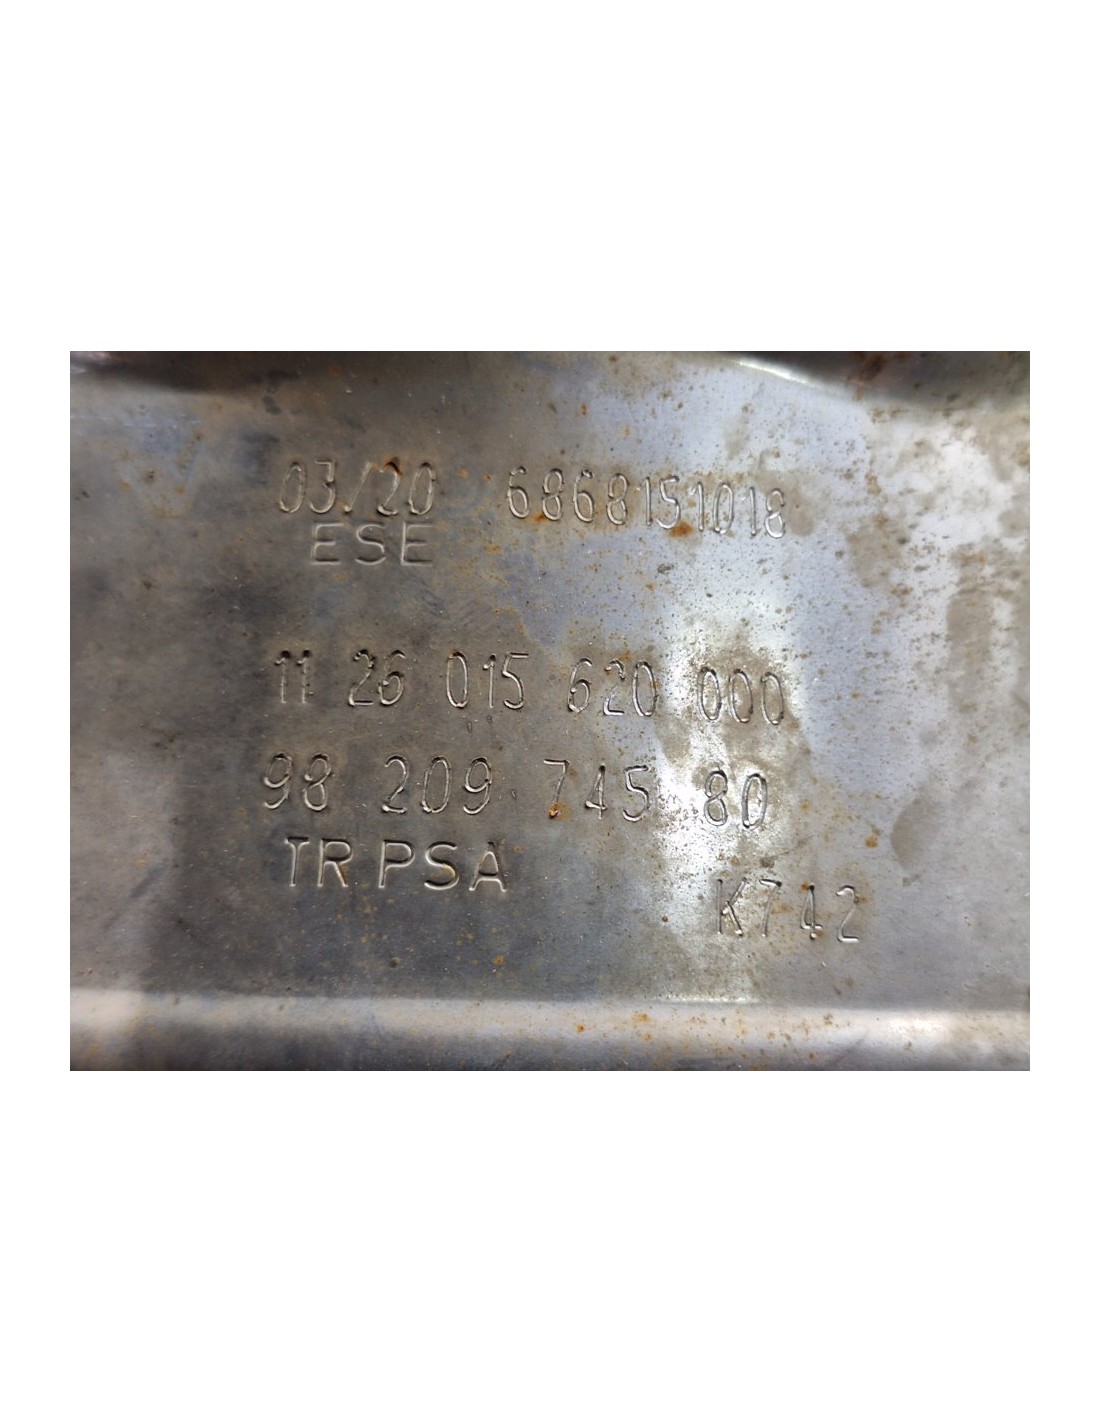 03/20 6868151018
ESE
11 26 015 620 000
98 209 745 80
TR PSA
K742